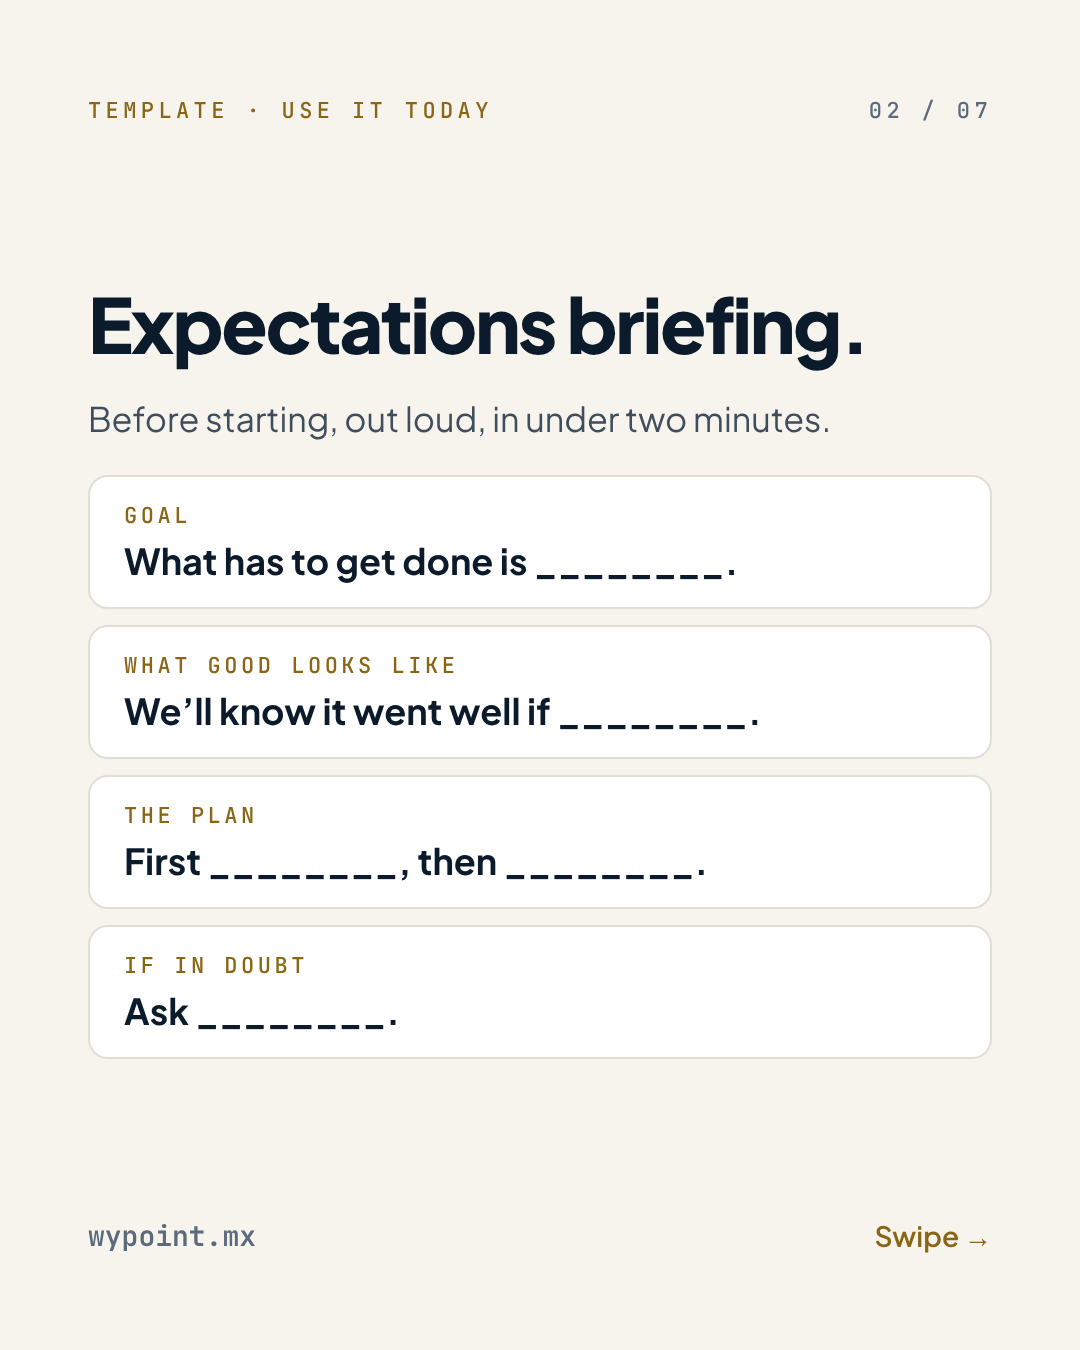 TEMPLATE · USE IT TODAY
02 / 07
Expectations briefing.
Before starting, out loud, in under two minutes.
GOAL
What has to get done is ________.
WHAT GOOD LOOKS LIKE
We’ll know it went well if ________.
THE PLAN
First ________, then ________.
IF IN DOUBT
Ask ________.
wypoint.mx
Swipe →